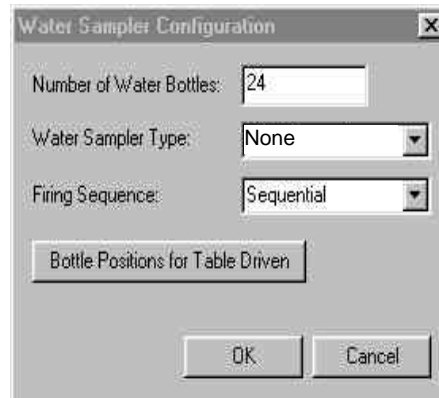 Water Sampler Configuration
Number of Water Bottles: 24
Water Sampler Type: None
Firing Sequence: Sequential
Bottle Positions for Table Driven
OK Cancel